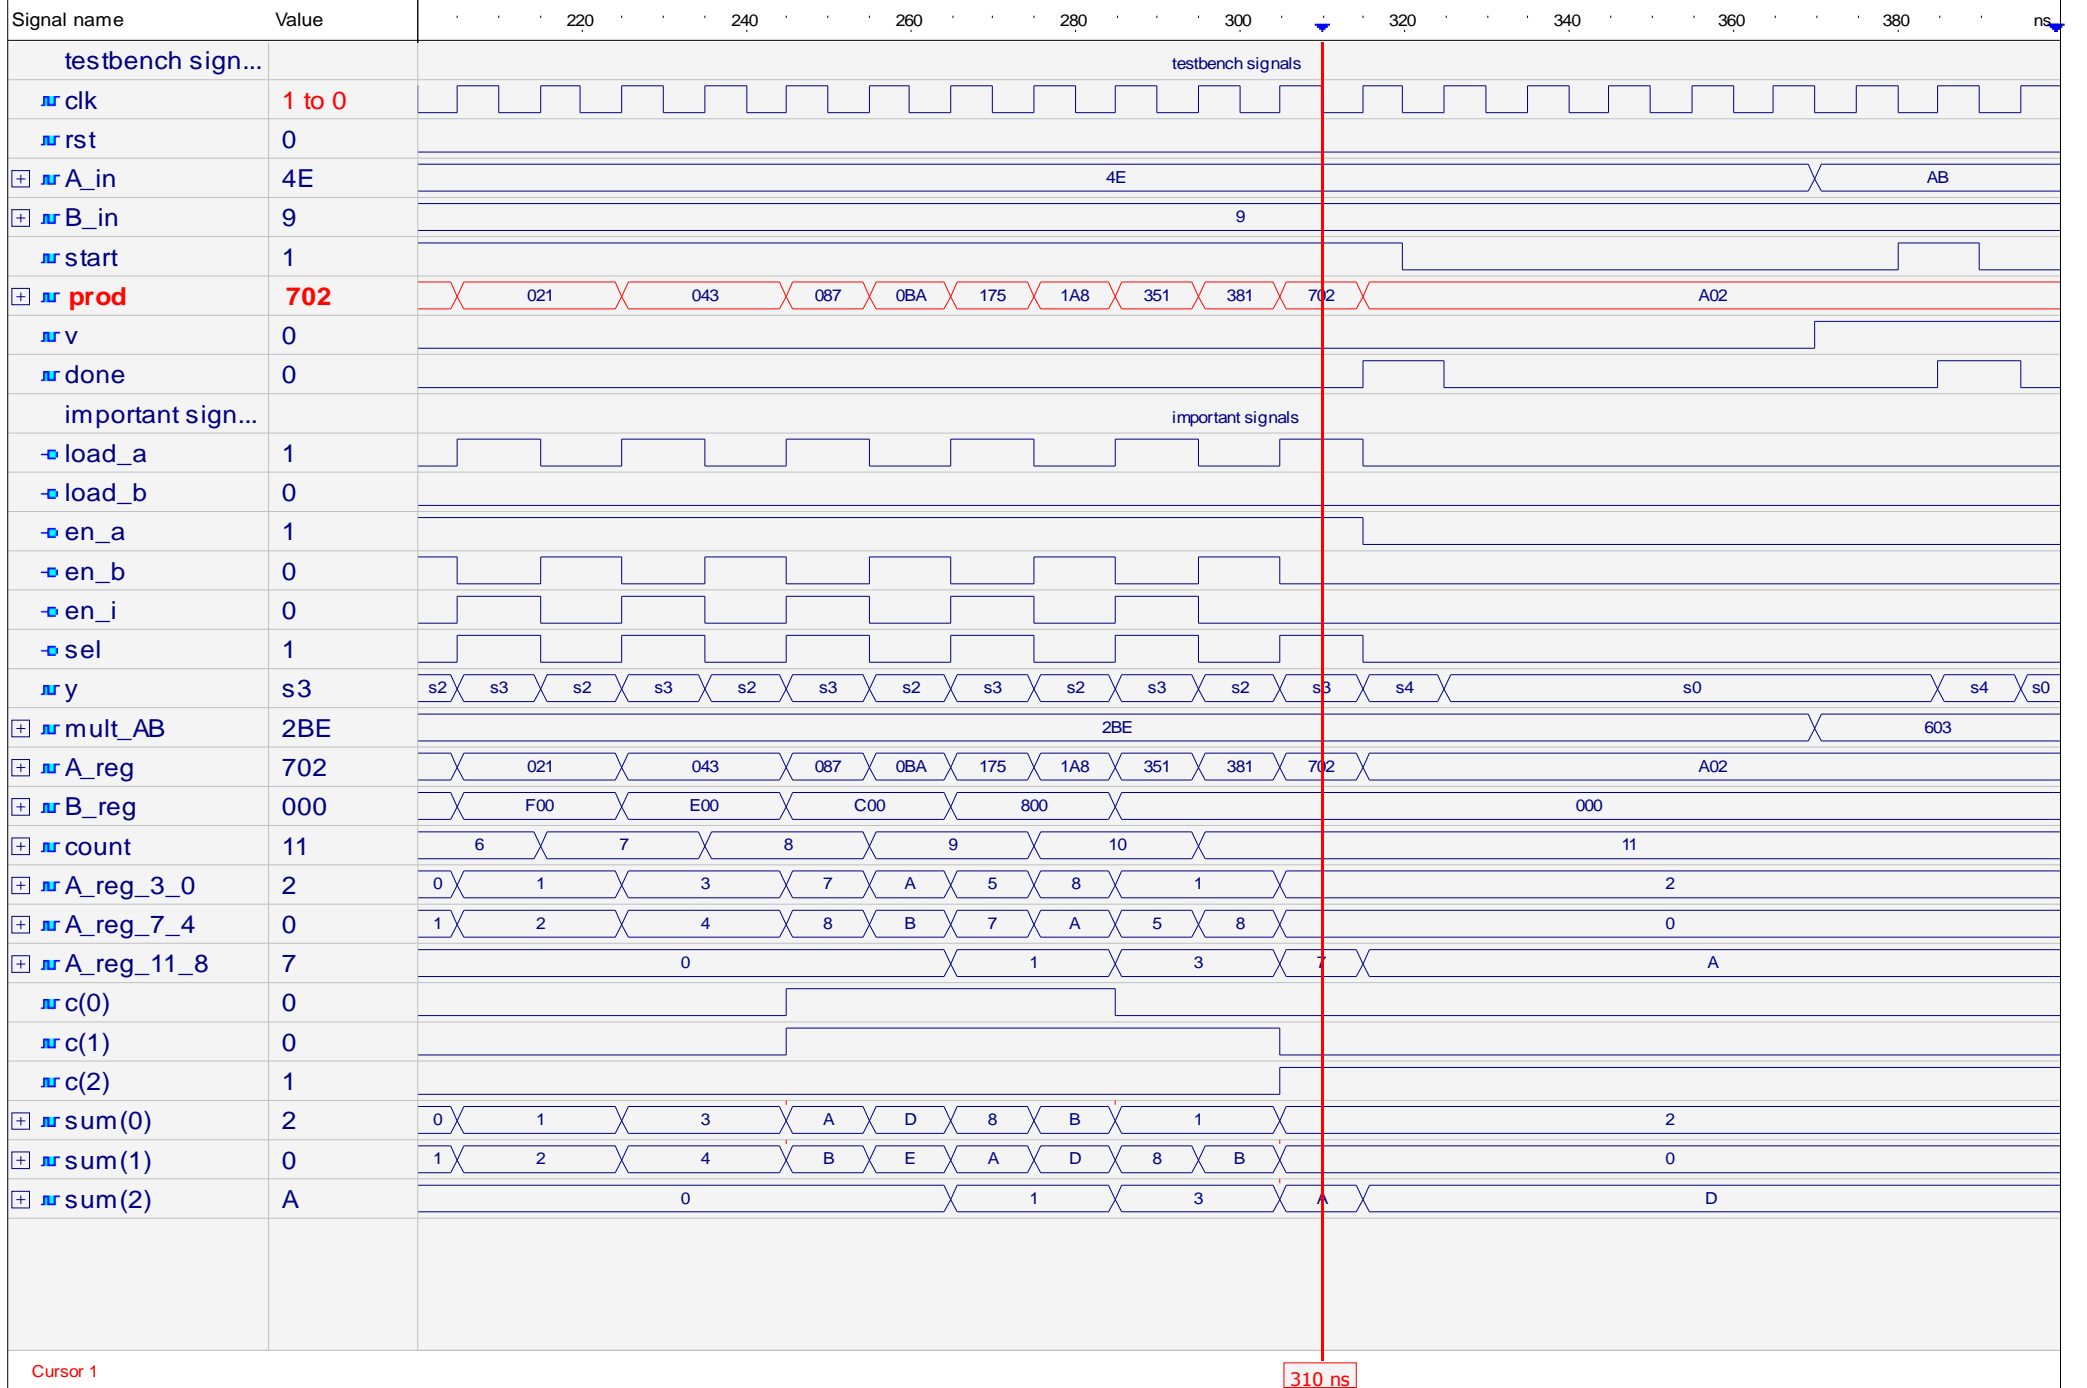 Signal name Value 220 240 260 280 300 320 340 360 380 ns
testbench sign... testbench signals
clk 1 to 0
rst 0
A_in 4E 4E AB
B_in 9 9
start 1
prod 702 021 043 087 0BA 175 1A8 351 381 702 A02
v 0
done 0
important sign... important signals
load_a 1
load_b 0
en_a 1
en_b 0
en_i 0
sel 1
y s3 s2 s3 s2 s3 s2 s3 s2 s3 s2 s3 s2 s3 s4 s0 s4 s0
mult_AB 2BE 2BE 603
A_reg 702 021 043 087 0BA 175 1A8 351 381 702 A02
B_reg 000 F00 E00 C00 800 000
count 11 6 7 8 9 10 11
A_reg_3_0 2 0 1 3 7 A 5 8 1 2
A_reg_7_4 0 1 2 4 8 B 7 A 5 8 0
A_reg_11_8 7 0 1 3 7 A
c(0) 0
c(1) 0
c(2) 1
sum(0) 2 0 1 3 A D 8 B 1 2
sum(1) 0 1 2 4 B E A D 8 B 0
sum(2) A 0 1 3 A D
Cursor 1 310 ns